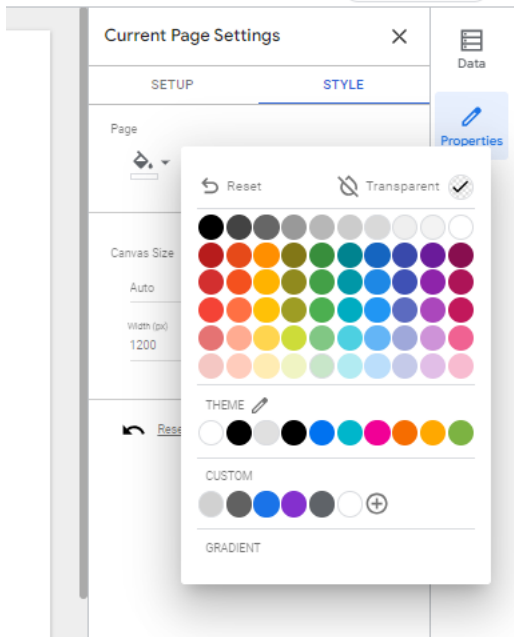 Current Page Settings
Data
SETUP
STYLE
Page
Properties
Reset
Transparent
Canvas Size
Auto
Width (px)
1200
THEME
Rese
CUSTOM
GRADIENT